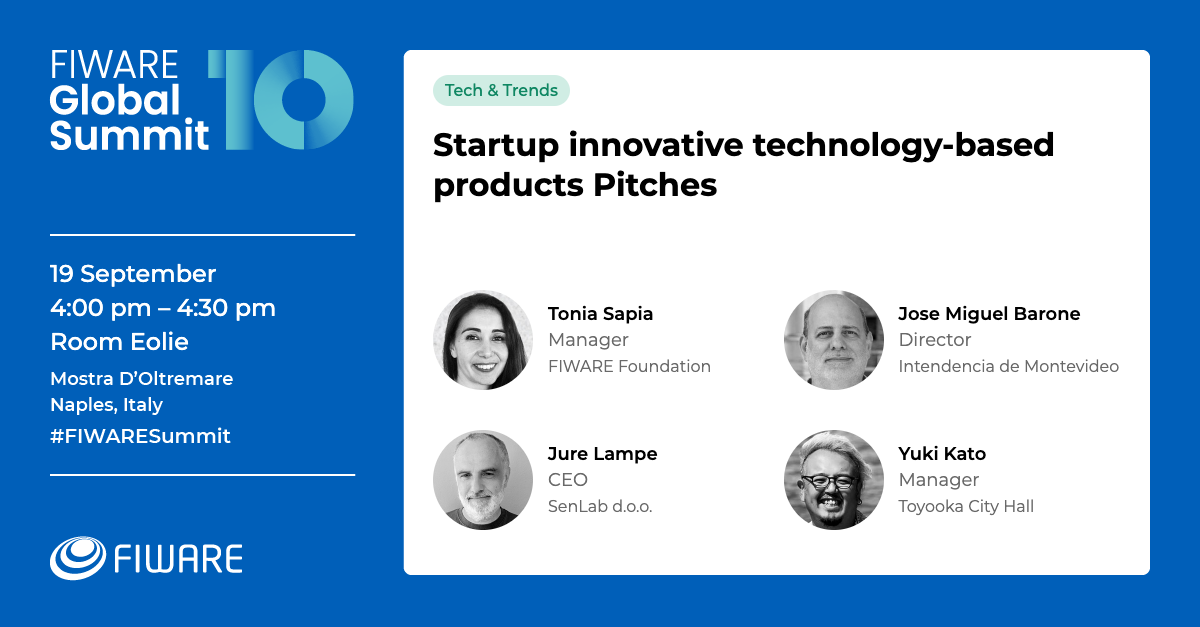 FIWARE
Global
Summit
10
19 September
4:00 pm – 4:30 pm
Room Eolie
Mostra D’Oltremare
Naples, Italy
#FIWARESummit
FIWARE
Tech & Trends
Startup innovative technology-based
products Pitches
Tonia Sapia
Manager
FIWARE Foundation
Jose Miguel Barone
Director
Intendencia de Montevideo
Jure Lampe
CEO
SenLab d.o.o.
Yuki Kato
Manager
Toyooka City Hall